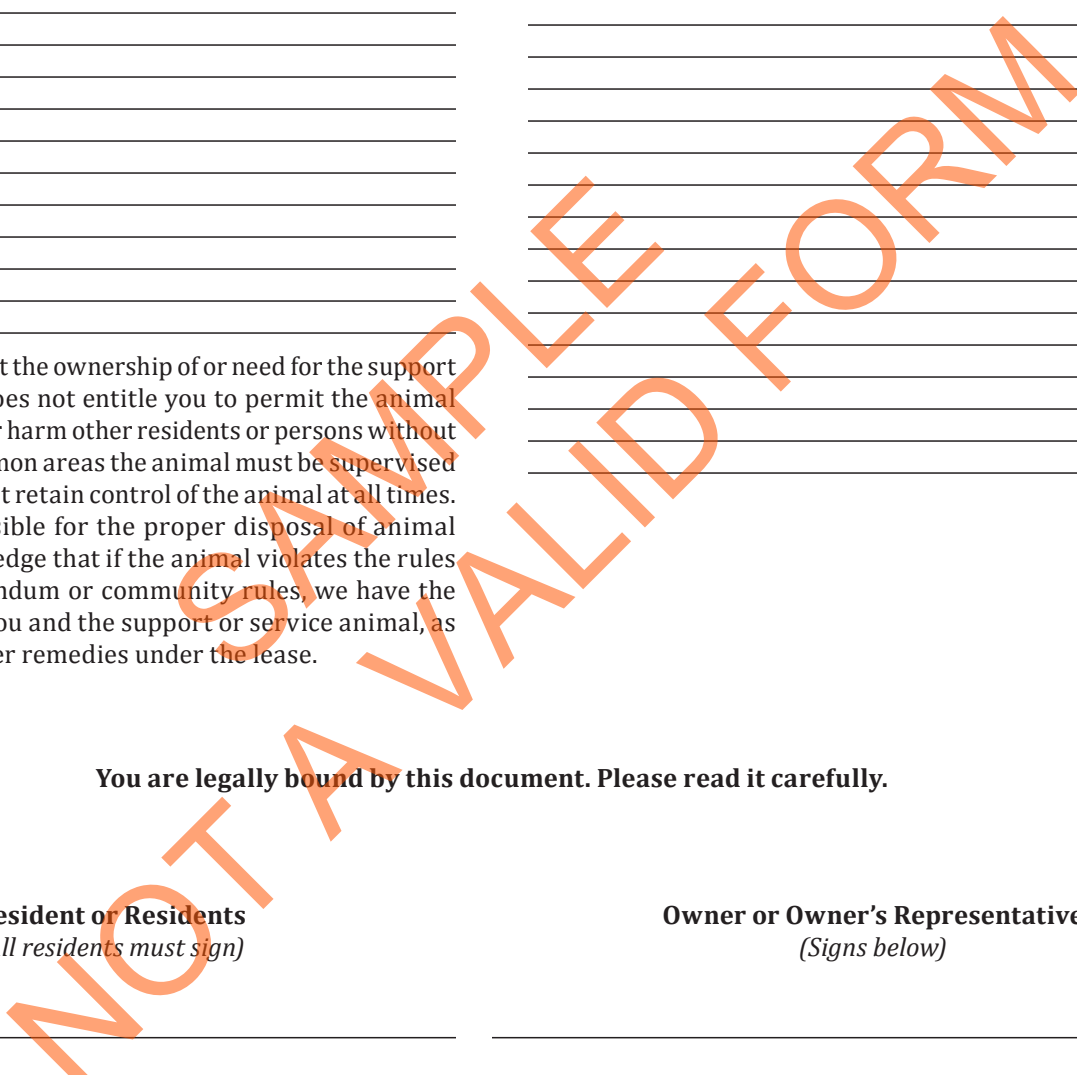 t the ownership of or need for the support
oes not entitle you to permit the animal
r harm other residents or persons without
mon areas the animal must be supervised
t retain control of the animal at all times.
sible for the proper disposal of animal
edge that if the animal violates the rules
ndum or community rules, we have the
ou and the support or service animal, as
er remedies under the lease.
SAMPLE
NOT A VALID FORM
You are legally bound by this document. Please read it carefully.
esident or Residents
ll residents must sign)
Owner or Owner’s Representative
(Signs below)